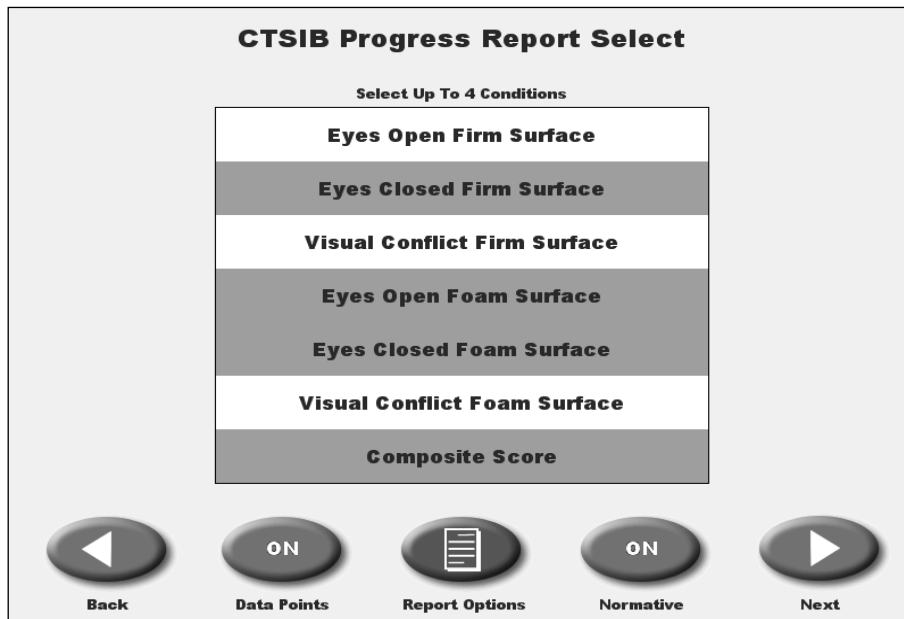 CTSIB Progress Report Select
Select Up To 4 Conditions
Eyes Open Firm Surface
Eyes Closed Firm Surface
Visual Conflict Firm Surface
Eyes Open Foam Surface
Eyes Closed Foam Surface
Visual Conflict Foam Surface
Composite Score
ON
ON
Back
Data Points
Report Options
Normative
Next